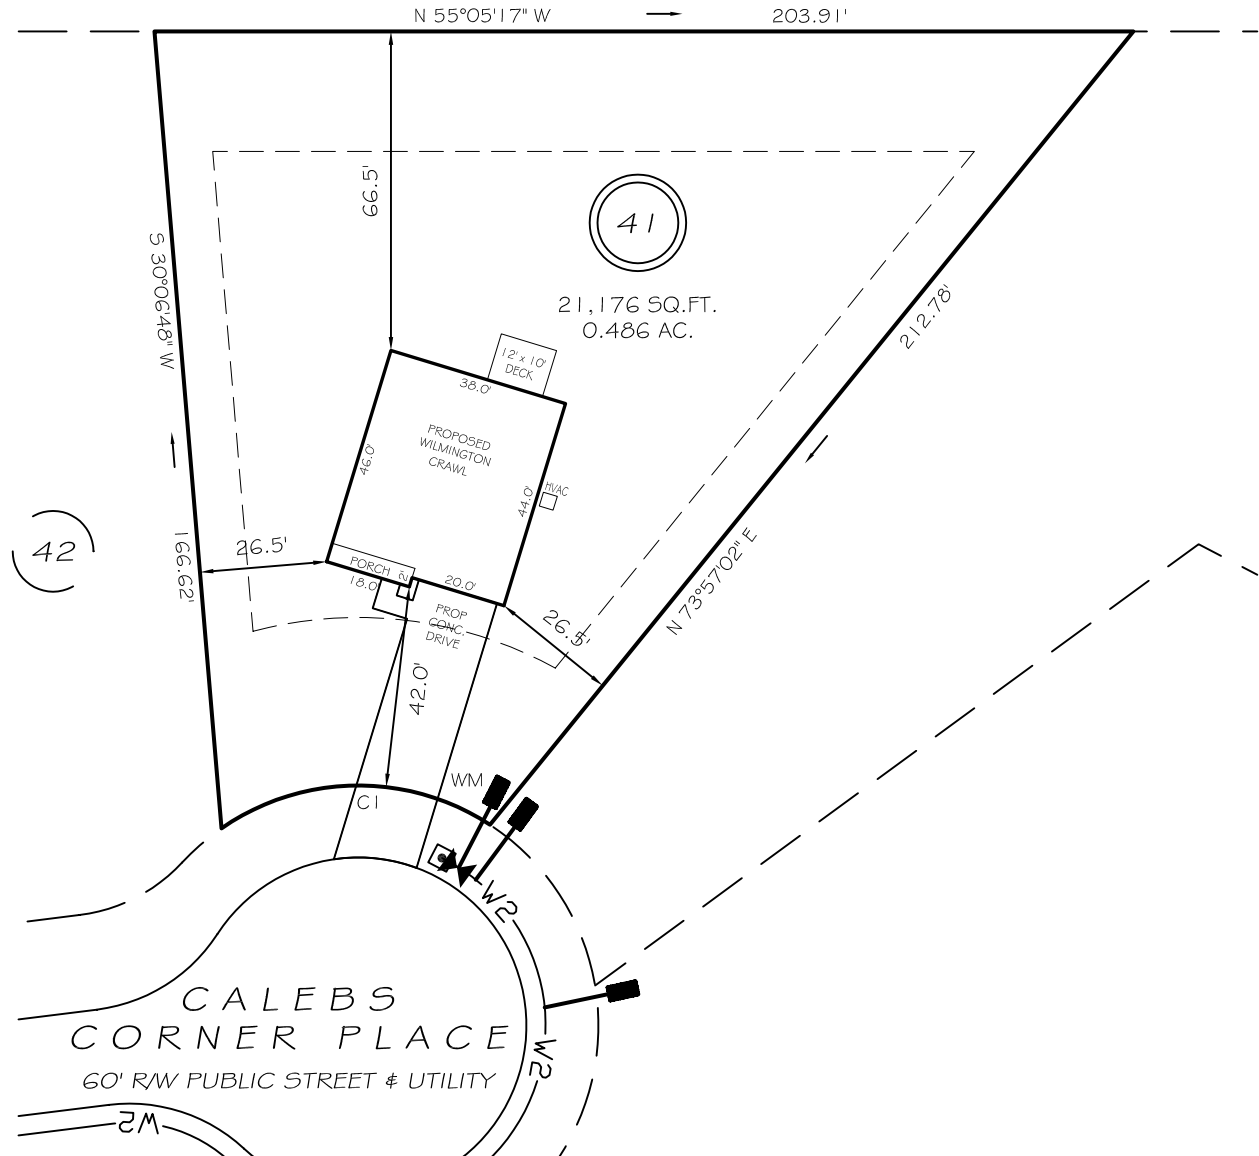 N 55°05'17" W
203.91'
66.5'
41
21,176 SQ.FT.
0.486 AC.
S 30°06'48" W
166.62'
212.78'
N 73°57'02" E
12' x 10'
DECK
38.0'
PROPOSED
WILMINGTON
CRAWL
46.0'
44.0'
HVAC
42
26.5'
PORCH
2'
18.0'
20.0'
PROP
CONC.
DRIVE
26.5'
42.0'
WM
C1
W2
CALEBS
CORNER PLACE
60' R/W PUBLIC STREET & UTILITY
W2
W2